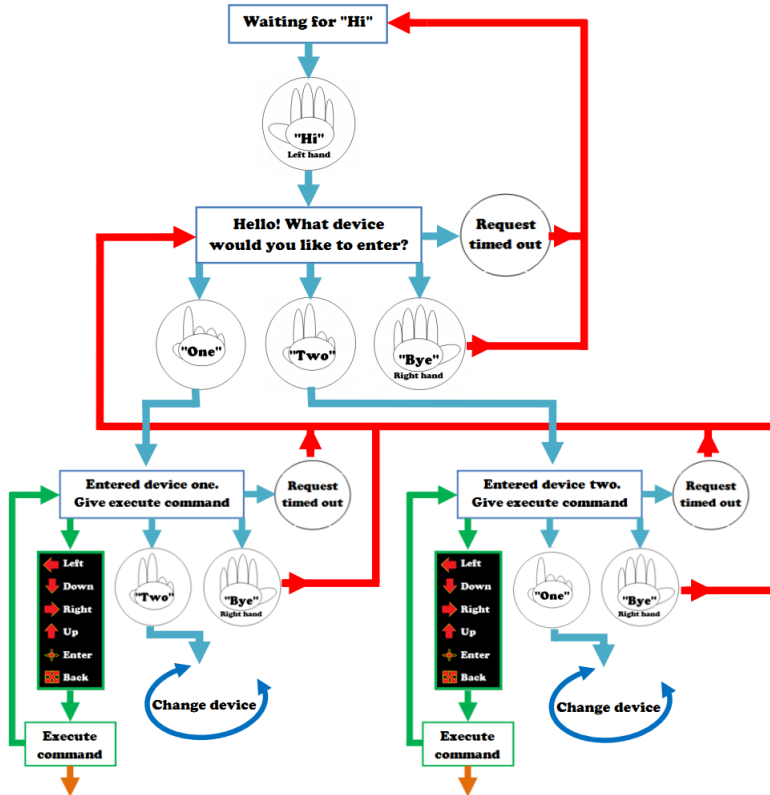 Waiting for "Hi"
"Hi"
Left hand
Hello! What device
would you like to enter?
Request
timed out
"One"
"Two"
"Bye"
Right hand
Entered device one.
Give execute command
Request
timed out
Entered device two.
Give execute command
Request
timed out
Left
Down
Right
Up
Enter
Back
"Two"
"Bye"
Right hand
Change device
Execute
command
Left
Down
Right
Up
Enter
Back
"One"
"Bye"
Right hand
Change device
Execute
command